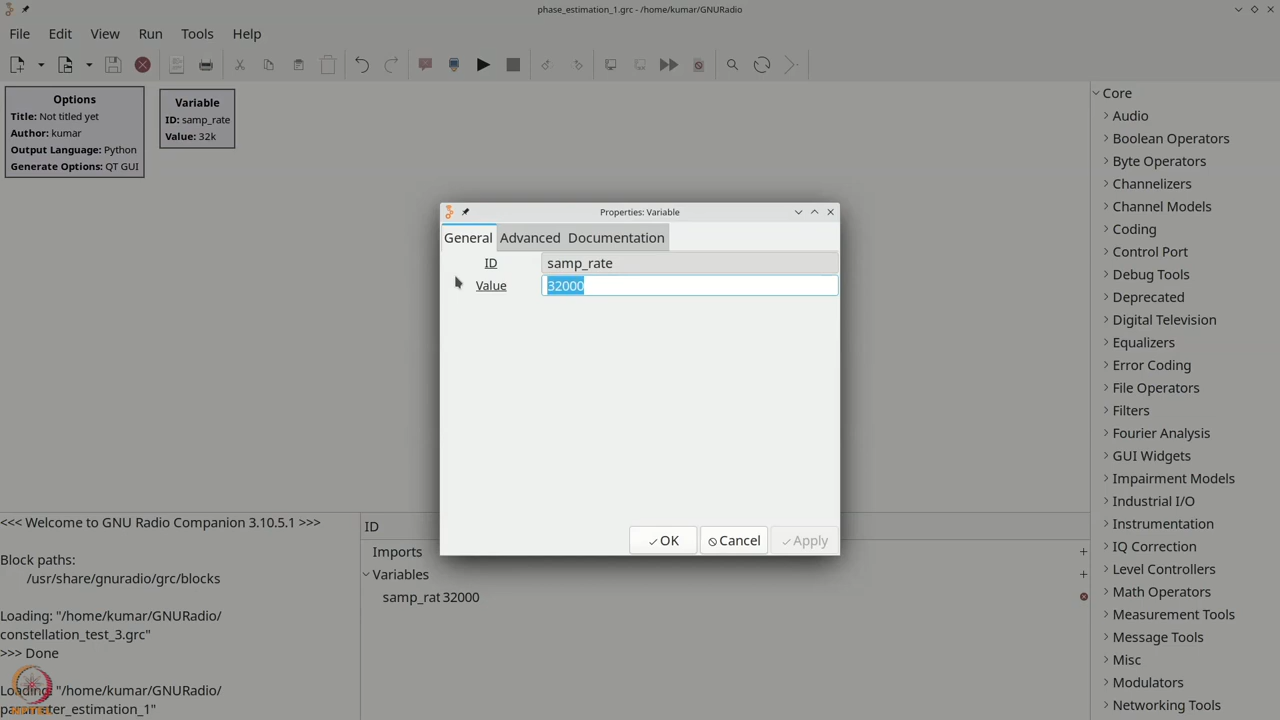 phase_estimation_1.grc - /home/kumar/GNURadio
File Edit View Run Tools Help
Options
Title: Not titled yet
Author: kumar
Output Language: Python
Generate Options: QT GUI
Variable
ID: samp_rate
Value: 32k
Properties: Variable
General Advanced Documentation
ID samp_rate
Value 32000
OK Cancel Apply
Core
Audio
Boolean Operators
Byte Operators
Channelizers
Channel Models
Coding
Control Port
Debug Tools
Deprecated
Digital Television
Equalizers
Error Coding
File Operators
Filters
Fourier Analysis
GUI Widgets
Impairment Models
Industrial I/O
Instrumentation
IQ Correction
Level Controllers
Math Operators
Measurement Tools
Message Tools
Misc
Modulators
Networking Tools
<<< Welcome to GNU Radio Companion 3.10.5.1 >>>
Block paths:
/usr/share/gnuradio/grc/blocks
Loading: "/home/kumar/GNURadio/
constellation_test_3.grc"
>>> Done
Loading: "/home/kumar/GNURadio/
parameter_estimation_1"
ID
Imports
Variables
samp_rat 32000